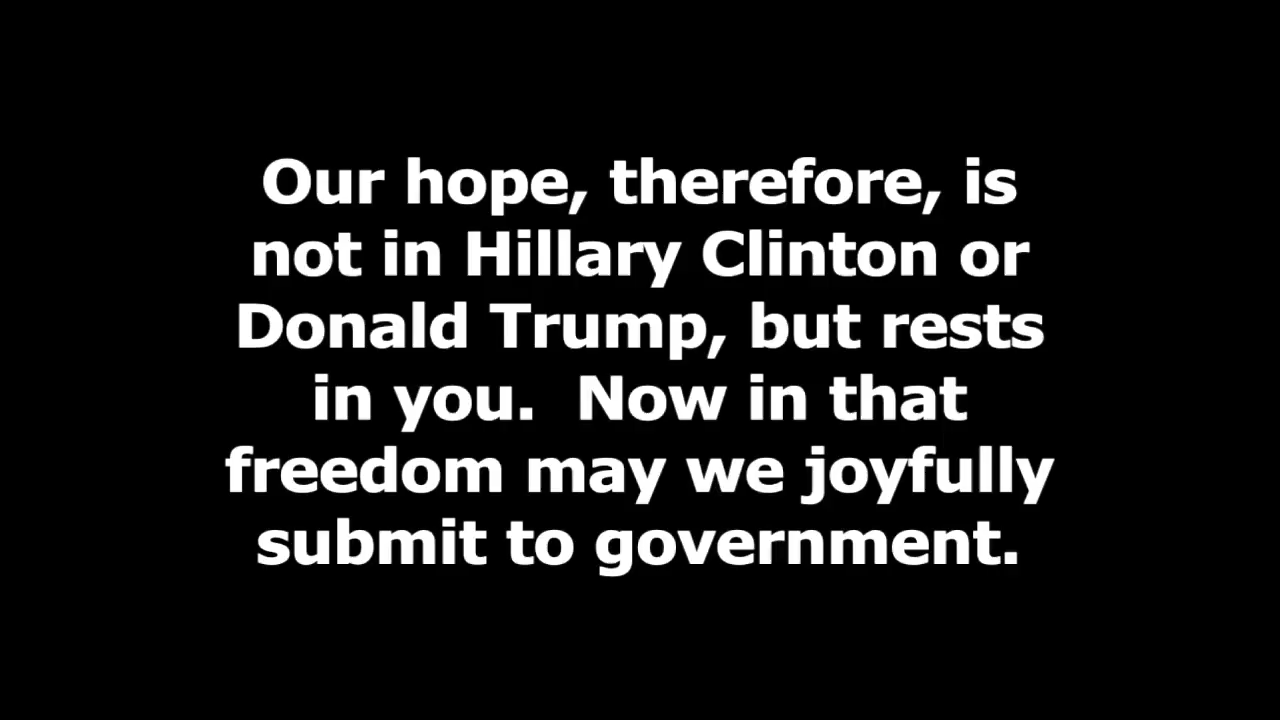 Our hope, therefore, is
not in Hillary Clinton or
Donald Trump, but rests
in you.  Now in that
freedom may we joyfully
submit to government.